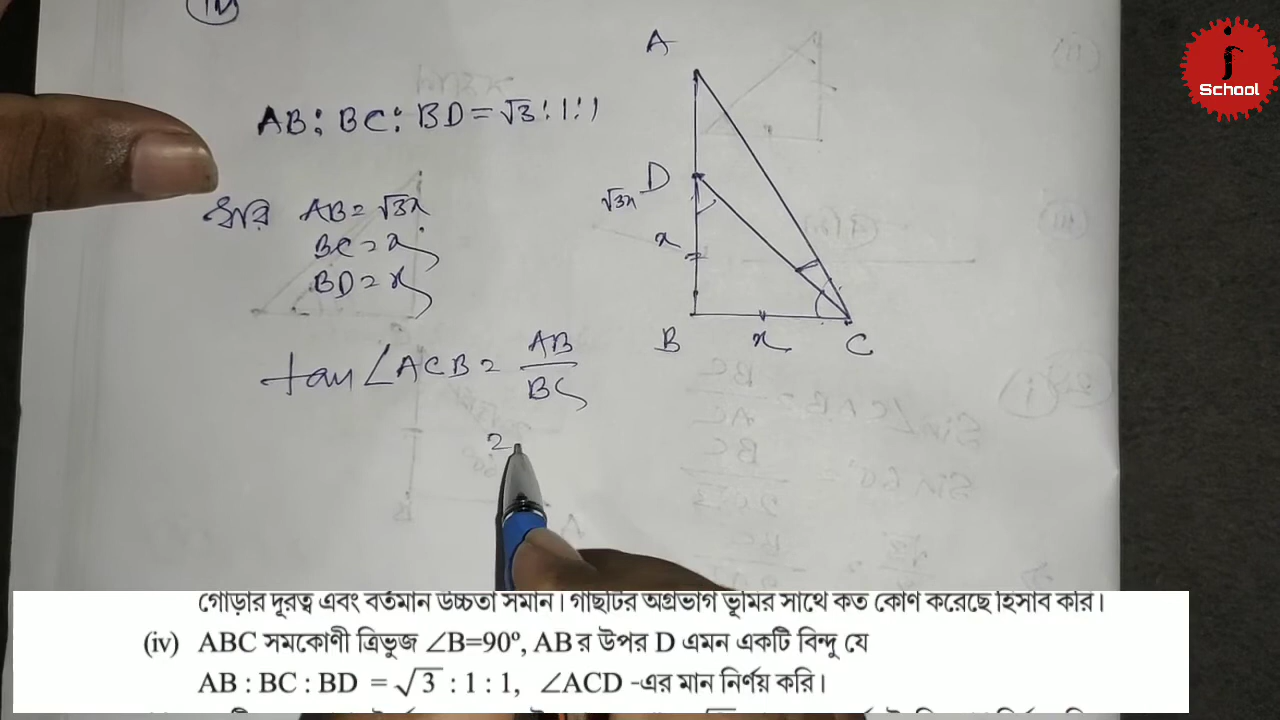 (iv)
School
A
AB: BC: BD = √3:1:1
D
ধরি AB = √3x
√3x
BC = x
x
BD = x
B
x
C
tan ∠ACB = AB/BC
=
গোড়ার দূরত্ব এবং বর্তমান উচ্চতা সমান। গাছটির অগ্রভাগ ভূমির সাথে কত কোণ করেছে হিসাব করি।
(iv) ABC সমকোণী ত্রিভুজ ∠B=90°, AB র উপর D এমন একটি বিন্দু যে
AB : BC : BD = √3 : 1 : 1, ∠ACD -এর মান নির্ণয় করি।